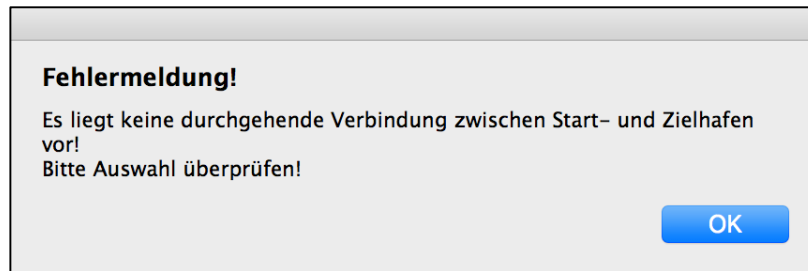 Fehlermeldung!
Es liegt keine durchgehende Verbindung zwischen Start- und Zielhafen
vor!
Bitte Auswahl überprüfen!
OK